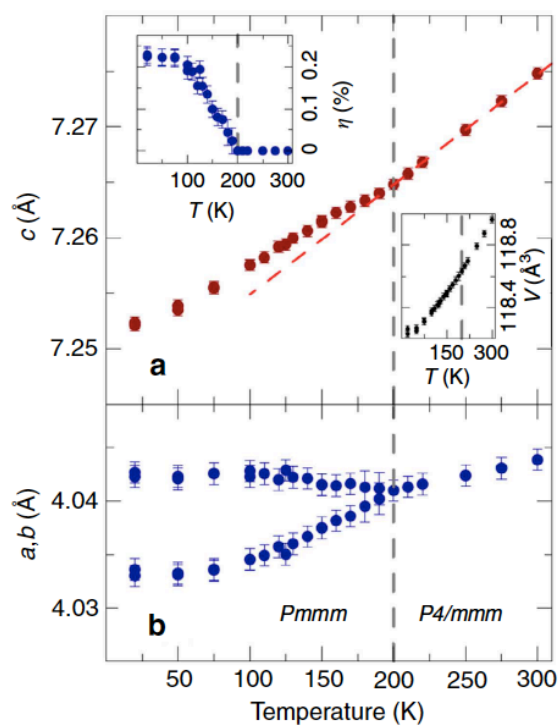 a
7.27
7.26
7.25
c (Å)
0.2
0.1
0
η (%)
0 100 200 300
T (K)
118.8
118.4
V (Å³)
150 300
T (K)
a
4.04
4.03
a,b (Å)
Pmmm P4/mmm
b
50 100 150 200 250 300
Temperature (K)